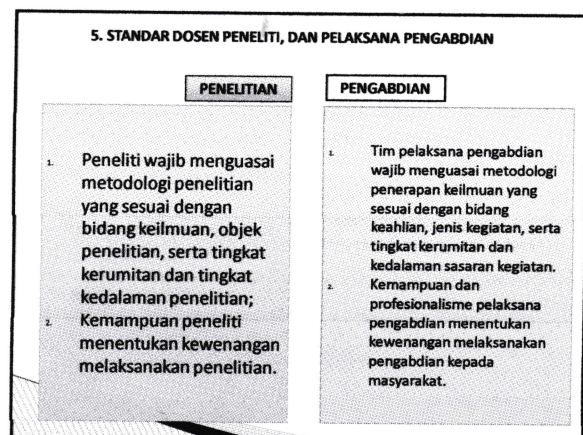 5. STANDAR DOSEN PENELITI, DAN PELAKSANA PENGABDIAN
PENELITIAN
1. Peneliti wajib menguasai
metodologi penelitian
yang sesuai dengan
bidang keilmuan, objek
penelitian, serta tingkat
kerumitan dan tingkat
kedalaman penelitian;
2. Kemampuan peneliti
menentukan kewenangan
melaksanakan penelitian.
PENGABDIAN
1. Tim pelaksana pengabdian
wajib menguasai metodologi
penerapan keilmuan yang
sesuai dengan bidang
keahlian, jenis kegiatan, serta
tingkat kerumitan dan
kedalaman sasaran kegiatan.
2. Kemampuan dan
profesionalisme pelaksana
pengabdian menentukan
kewenangan melaksanakan
pengabdian kepada
masyarakat.